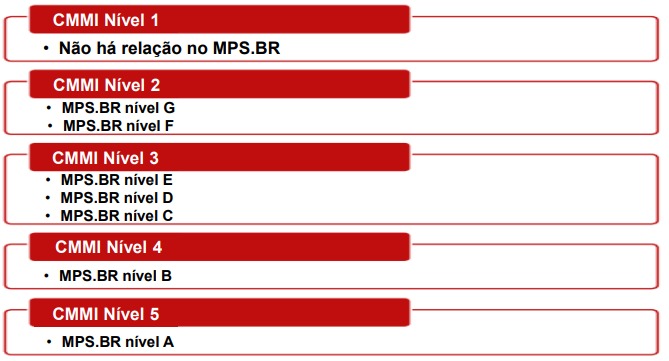 CMMI Nível 1
• Não há relação no MPS.BR
CMMI Nível 2
• MPS.BR nível G
• MPS.BR nível F
CMMI Nível 3
• MPS.BR nível E
• MPS.BR nível D
• MPS.BR nível C
CMMI Nível 4
• MPS.BR nível B
CMMI Nível 5
• MPS.BR nível A